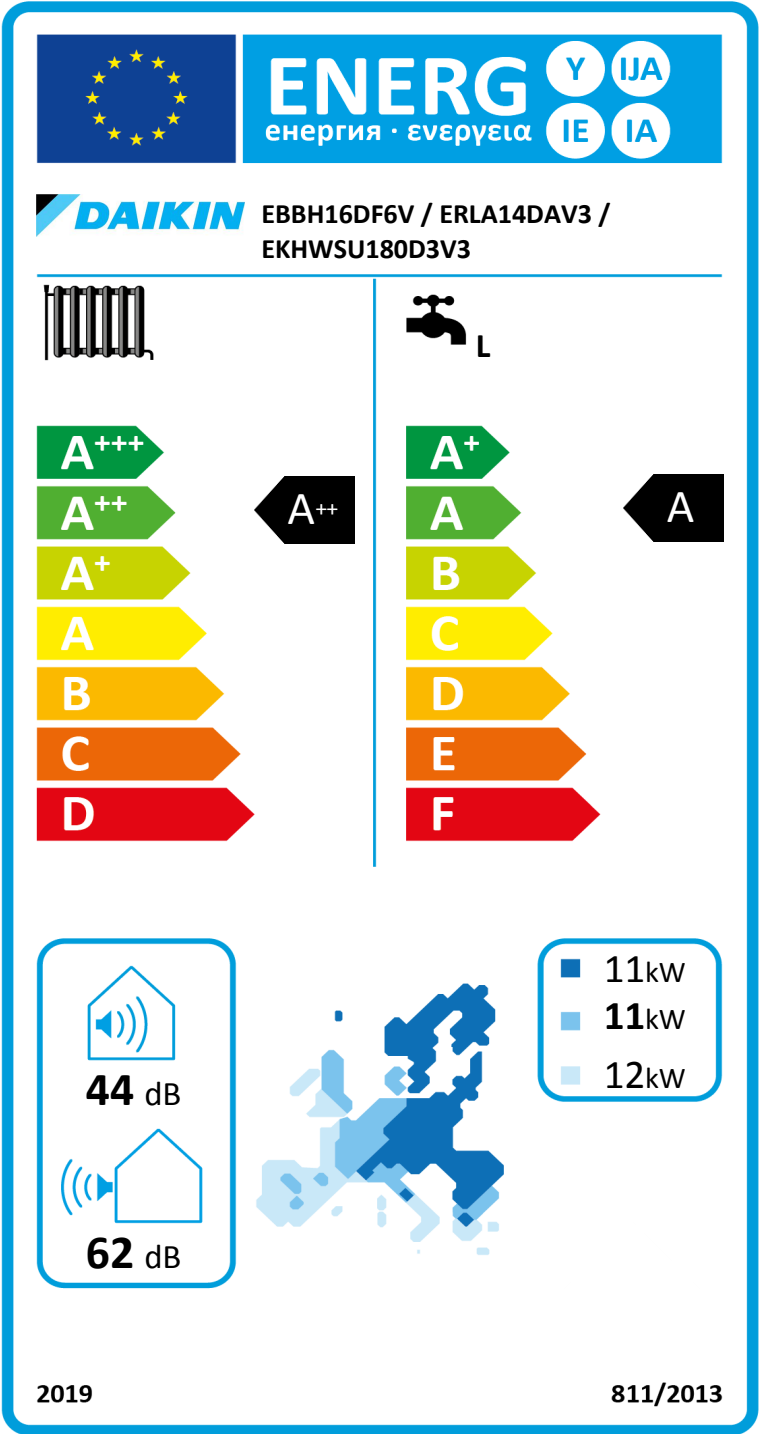 ENERG Y IJA
енергия · ενεργεια IE IA
DAIKIN EBBH16DF6V / ERLA14DAV3 /
EKHWSU180D3V3
L
A+++
A++
A+
A
B
C
D
A++
A+
A
B
C
D
E
F
A
44 dB
62 dB
11kW
11kW
12kW
2019 811/2013